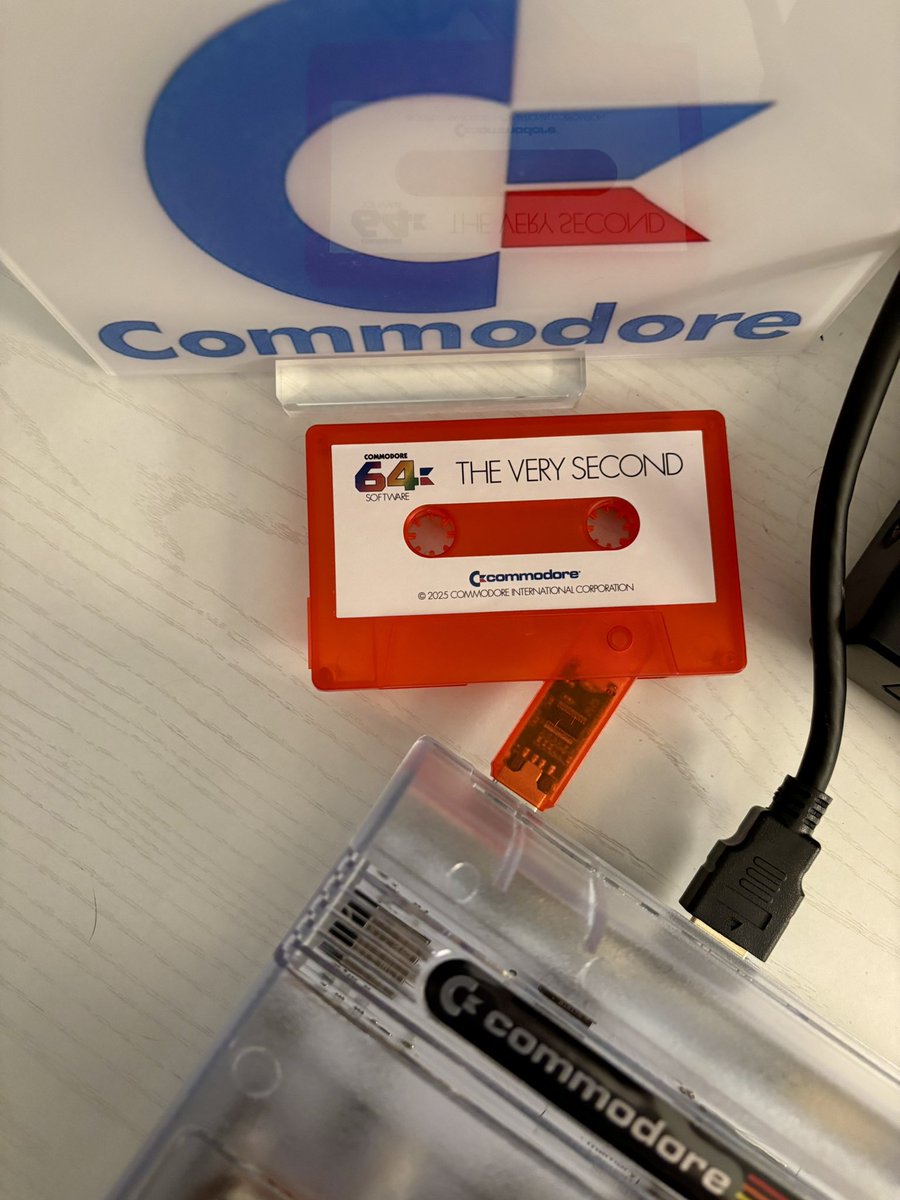 Commodore
COMMODORE
64
SOFTWARE
THE VERY SECOND
commodore
© 2025 COMMODORE INTERNATIONAL CORPORATION
commodore